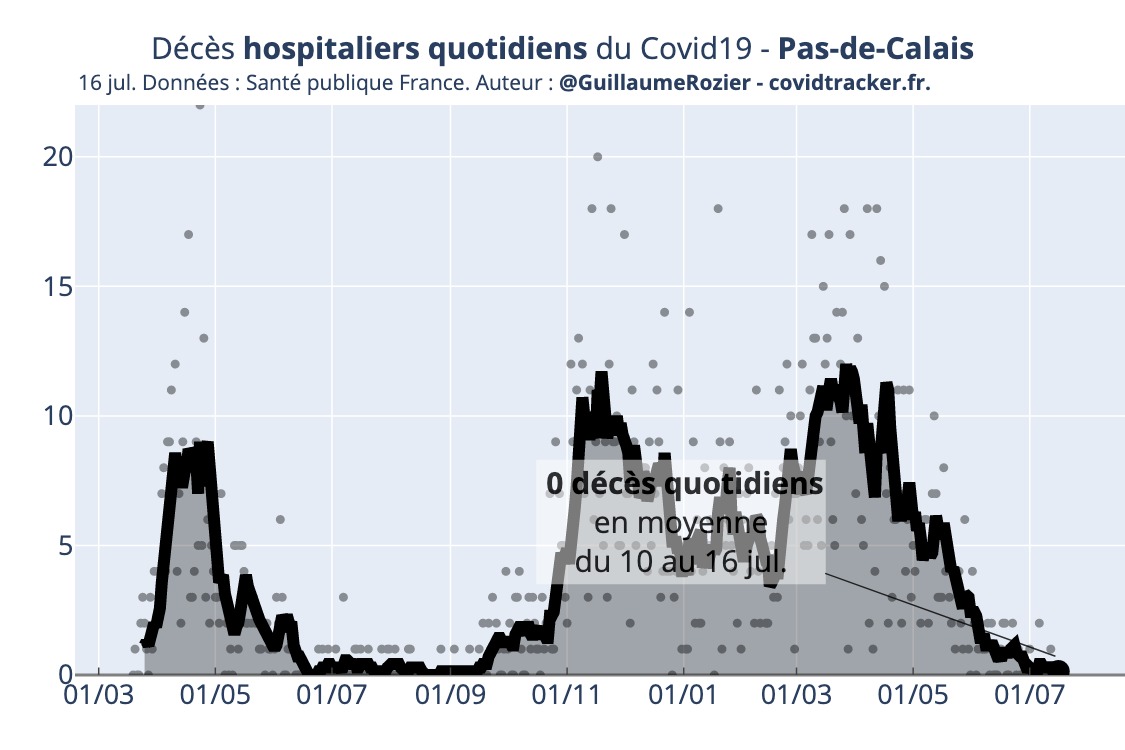 Décès hospitaliers quotidiens du Covid19 - Pas-de-Calais
16 jul. Données : Santé publique France. Auteur : @GuillaumeRozier - covidtracker.fr.
20
15
10
5
0
0 décès quotidiens
en moyenne
du 10 au 16 jul.
01/03 01/05 01/07 01/09 01/11 01/01 01/03 01/05 01/07